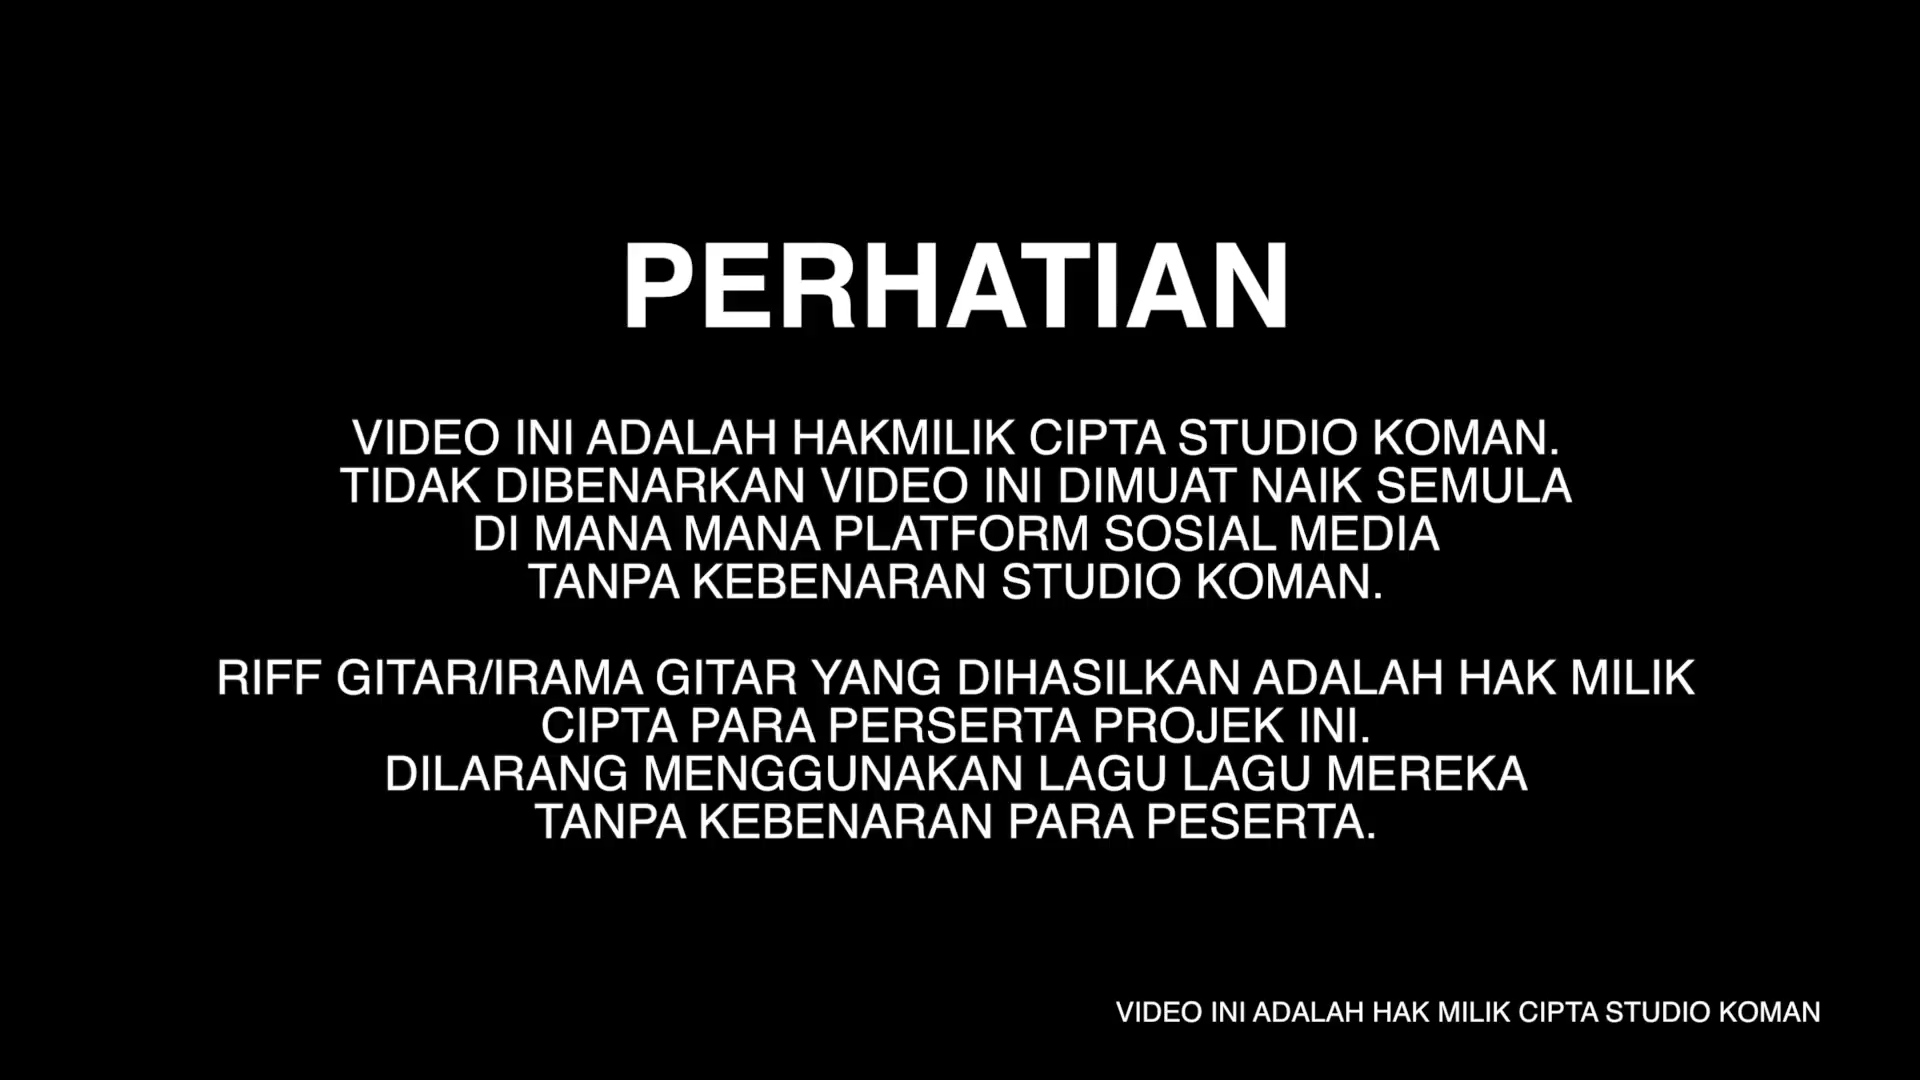 PERHATIAN
VIDEO INI ADALAH HAKMILIK CIPTA STUDIO KOMAN.
TIDAK DIBENARKAN VIDEO INI DIMUAT NAIK SEMULA
DI MANA MANA PLATFORM SOSIAL MEDIA
TANPA KEBENARAN STUDIO KOMAN.
RIFF GITAR/IRAMA GITAR YANG DIHASILKAN ADALAH HAK MILIK
CIPTA PARA PERSERTA PROJEK INI.
DILARANG MENGGUNAKAN LAGU LAGU MEREKA
TANPA KEBENARAN PARA PESERTA.
VIDEO INI ADALAH HAK MILIK CIPTA STUDIO KOMAN